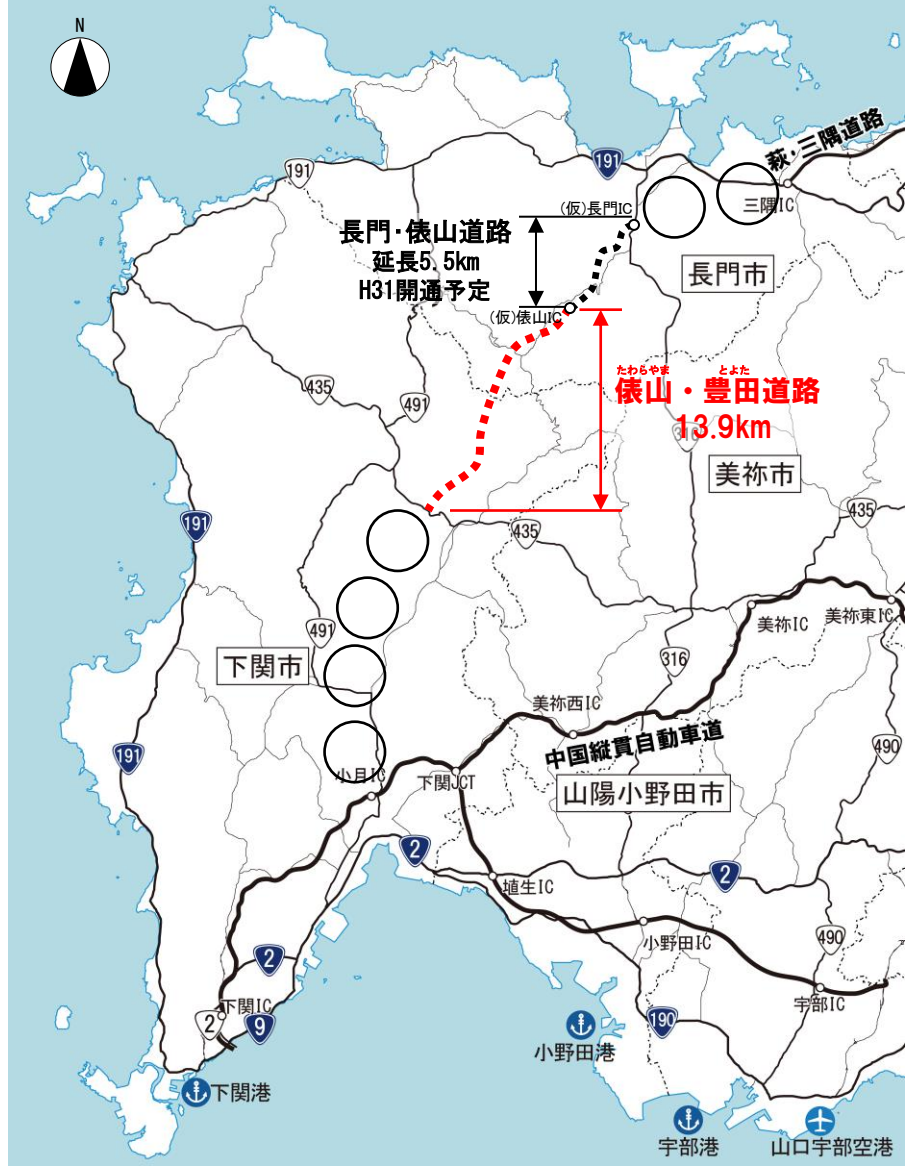 N
萩・三隅道路
191
191
(仮)長門IC
三隅IC
長門・俵山道路
延長5.5km
H31開通予定
長門市
(仮)俵山IC
たわらやま とよた
俵山・豊田道路
13.9km
435
491
316
美祢市
191
435
435
美祢IC
美祢東IC
491
下関市
316
美祢西IC
中国縦貫自動車道
191
490
小月IC
下関JCT
山陽小野田市
2
2
埴生IC
小野田IC
490
2
宇部IC
下関IC
2
9
190
小野田港
下関港
宇部港
山口宇部空港